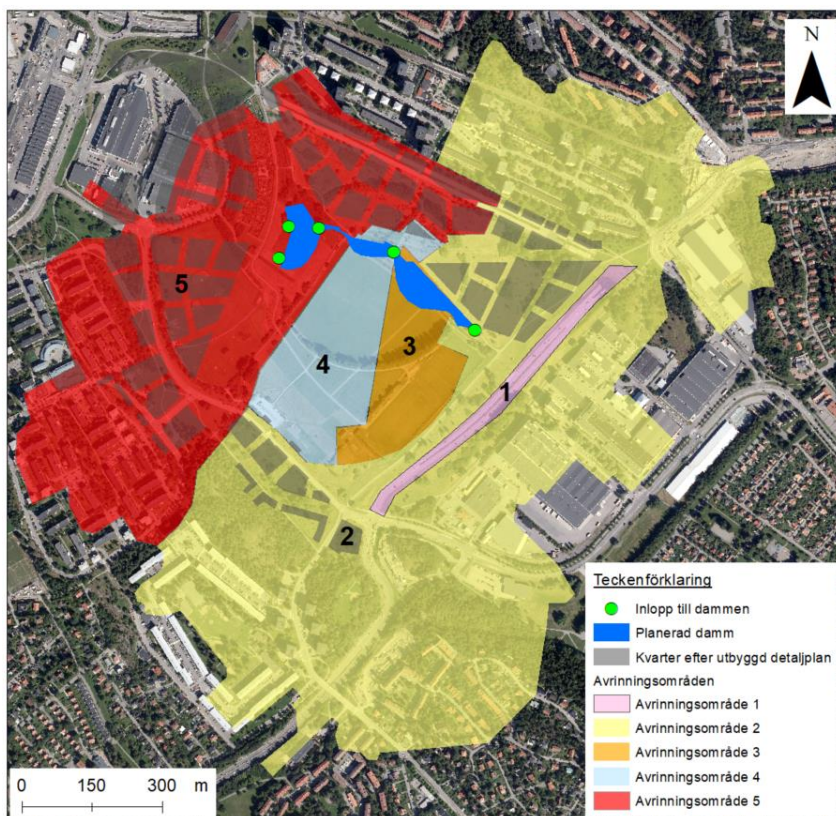 N
5
4
3
1
2
Teckenförklaring
Inlopp till dammen
Planerad damm
Kvarter efter utbyggd detaljplan
Avrinningsområden
Avrinningsområde 1
Avrinningsområde 2
Avrinningsområde 3
Avrinningsområde 4
Avrinningsområde 5
0 150 300 m